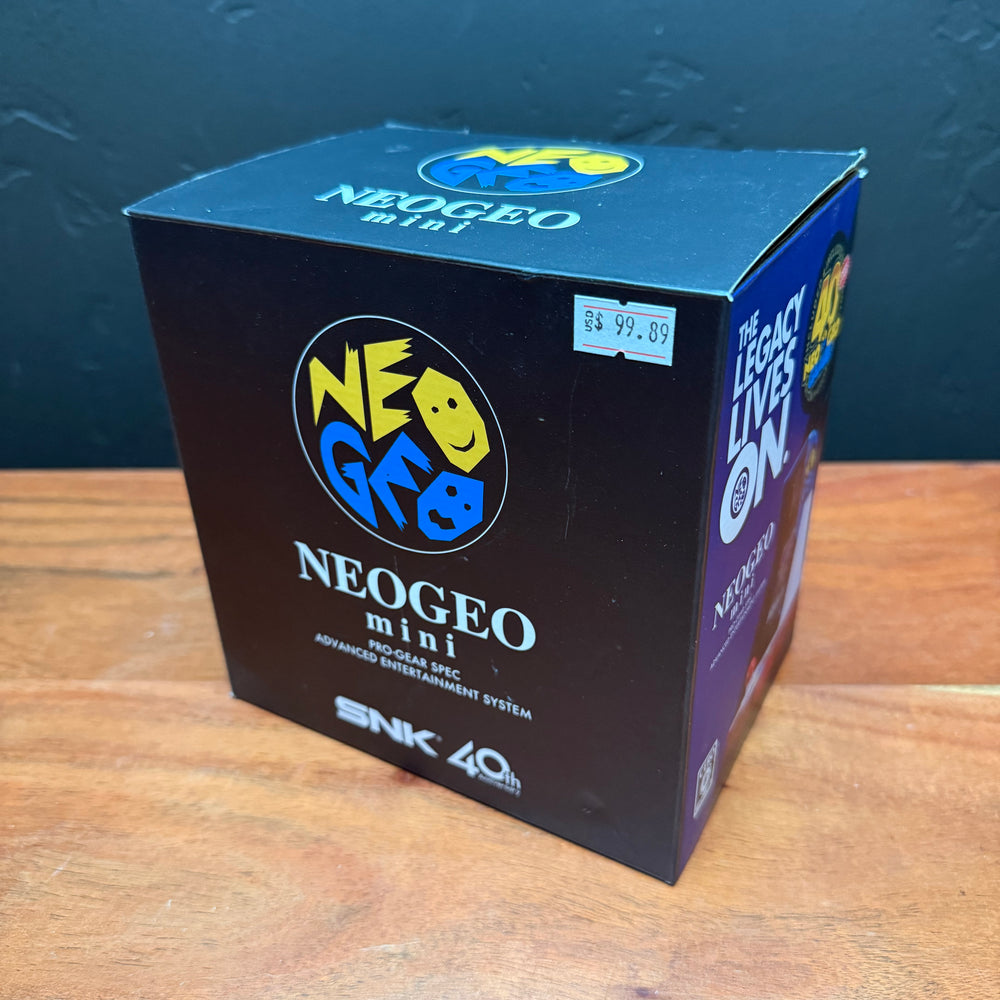 NEO
GEO
NEOGEO
mini
USD $ 99.89
NEO
GEO
NEOGEO
mini
PRO-GEAR SPEC
ADVANCED ENTERTAINMENT SYSTEM
SNK 40th
THE
LEGACY
LIVES
ON.
40
NEOGEO
mini